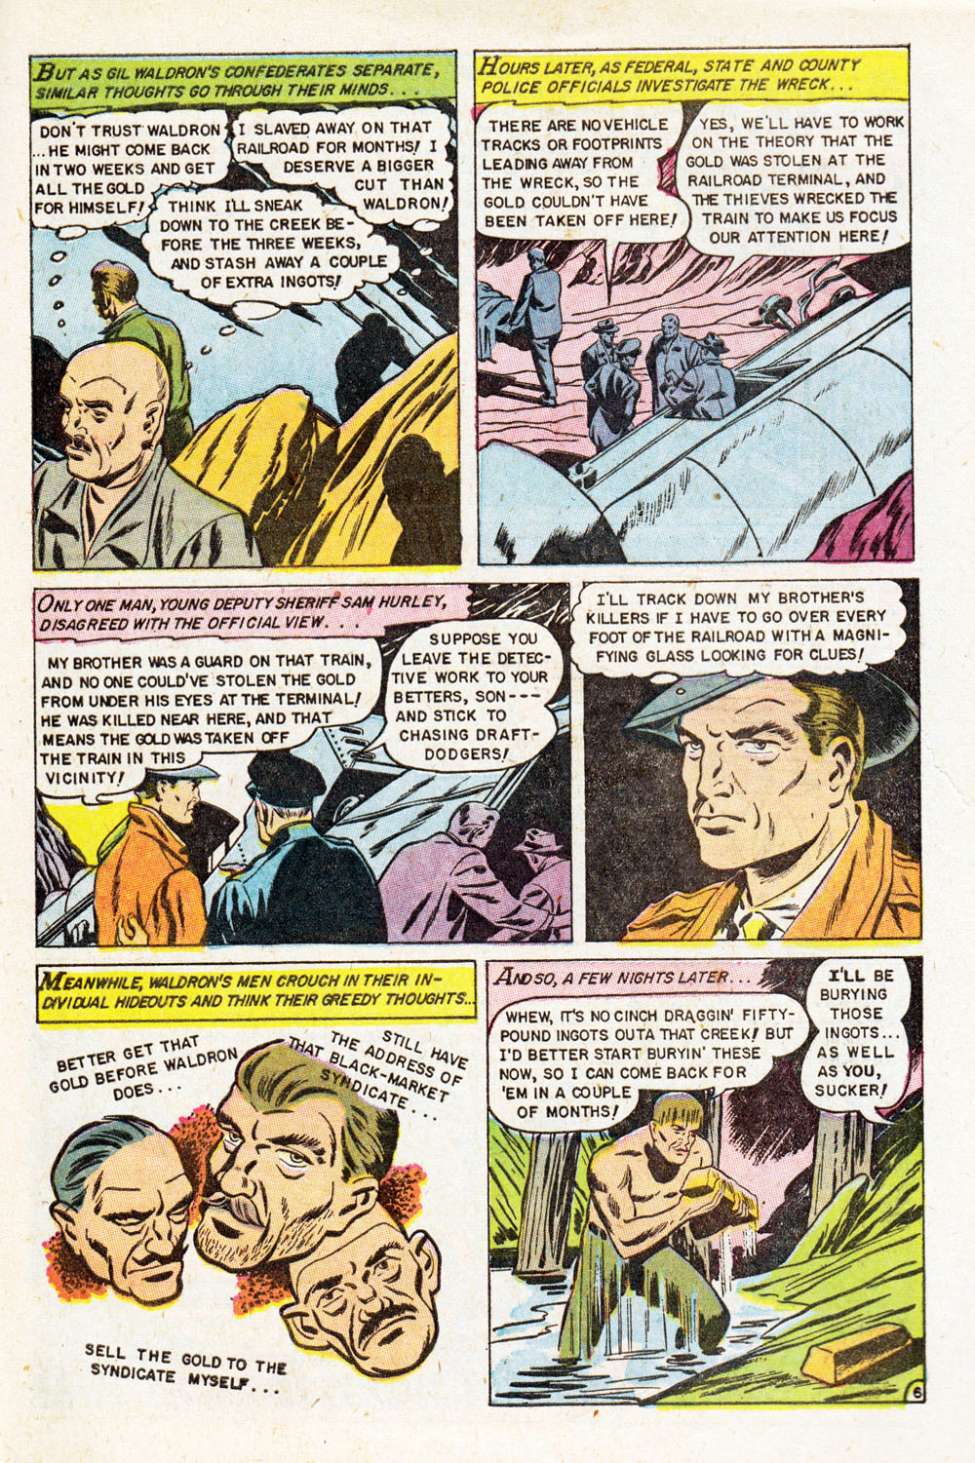 BUT AS GIL WALDRON'S CONFEDERATES SEPARATE,
SIMILAR THOUGHTS GO THROUGH THEIR MINDS...
DON'T TRUST WALDRON
...HE MIGHT COME BACK
IN TWO WEEKS AND GET
ALL THE GOLD
FOR HIMSELF!
I SLAVED AWAY ON THAT
RAILROAD FOR MONTHS! I
DESERVE A BIGGER
CUT THAN
WALDRON!
THINK I'LL SNEAK
DOWN TO THE CREEK BE-
FORE THE THREE WEEKS,
AND STASH AWAY A COUPLE
OF EXTRA INGOTS!
HOURS LATER, AS FEDERAL, STATE AND COUNTY
POLICE OFFICIALS INVESTIGATE THE WRECK...
THERE ARE NO VEHICLE
TRACKS OR FOOTPRINTS
LEADING AWAY FROM
THE WRECK, SO THE
GOLD COULDN'T HAVE
BEEN TAKEN OFF HERE!
YES, WE'LL HAVE TO WORK
ON THE THEORY THAT THE
GOLD WAS STOLEN AT THE
RAILROAD TERMINAL, AND
THE THIEVES WRECKED THE
TRAIN TO MAKE US FOCUS
OUR ATTENTION HERE!
ONLY ONE MAN, YOUNG DEPUTY SHERIFF SAM HURLEY,
DISAGREED WITH THE OFFICIAL VIEW....
MY BROTHER WAS A GUARD ON THAT TRAIN,
AND NO ONE COULD'VE STOLEN THE GOLD
FROM UNDER HIS EYES AT THE TERMINAL!
HE WAS KILLED NEAR HERE, AND THAT
MEANS THE GOLD WAS TAKEN OFF
THE TRAIN IN THIS
VICINITY!
SUPPOSE YOU
LEAVE THE DETEC-
TIVE WORK TO YOUR
BETTERS, SON---
AND STICK TO
CHASING DRAFT-
DODGERS!
I'LL TRACK DOWN MY BROTHER'S
KILLERS IF I HAVE TO GO OVER EVERY
FOOT OF THE RAILROAD WITH A MAGNI-
FYING GLASS LOOKING FOR CLUES!
MEANWHILE, WALDRON'S MEN CROUCH IN THEIR IN-
DIVIDUAL HIDEOUTS AND THINK THEIR GREEDY THOUGHTS...
BETTER GET THAT
GOLD BEFORE WALDRON
DOES...
STILL HAVE
THE ADDRESS OF
THAT BLACK-MARKET
SYNDICATE...
SELL THE GOLD TO THE
SYNDICATE MYSELF...
AND SO, A FEW NIGHTS LATER...
WHEW, IT'S NO CINCH DRAGGIN' FIFTY-
POUND INGOTS OUTA THAT CREEK! BUT
I'D BETTER START BURYIN' THESE
NOW, SO I CAN COME BACK FOR
'EM IN A COUPLE
OF MONTHS!
I'LL BE
BURYING
THOSE
INGOTS...
AS WELL
AS YOU,
SUCKER!
6